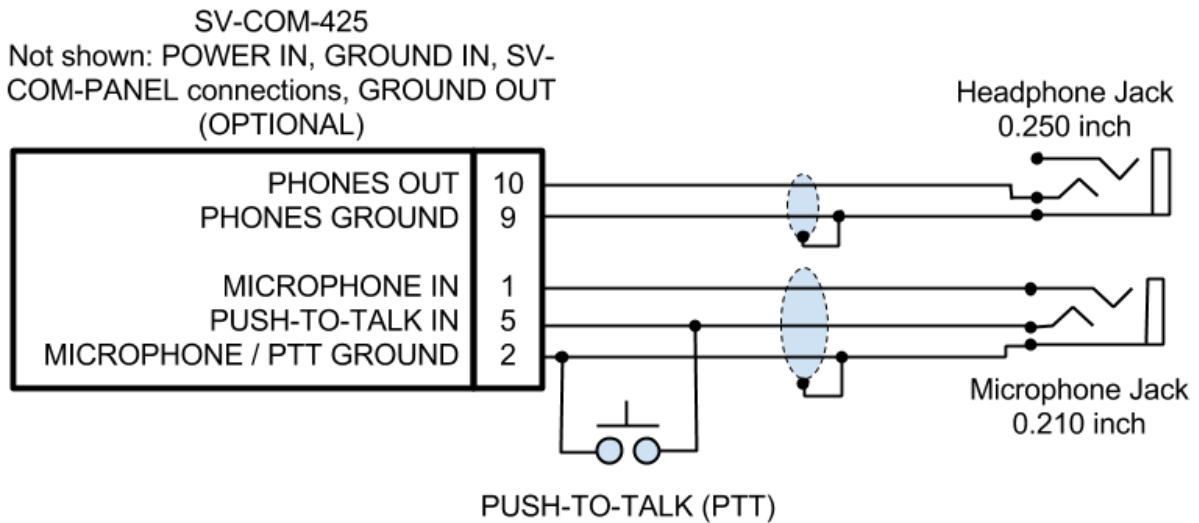 SV-COM-425
Not shown: POWER IN, GROUND IN, SV-
COM-PANEL connections, GROUND OUT
(OPTIONAL)
Headphone Jack
0.250 inch
PHONES OUT 10
PHONES GROUND 9
MICROPHONE IN 1
PUSH-TO-TALK IN 5
MICROPHONE / PTT GROUND 2
Microphone Jack
0.210 inch
PUSH-TO-TALK (PTT)